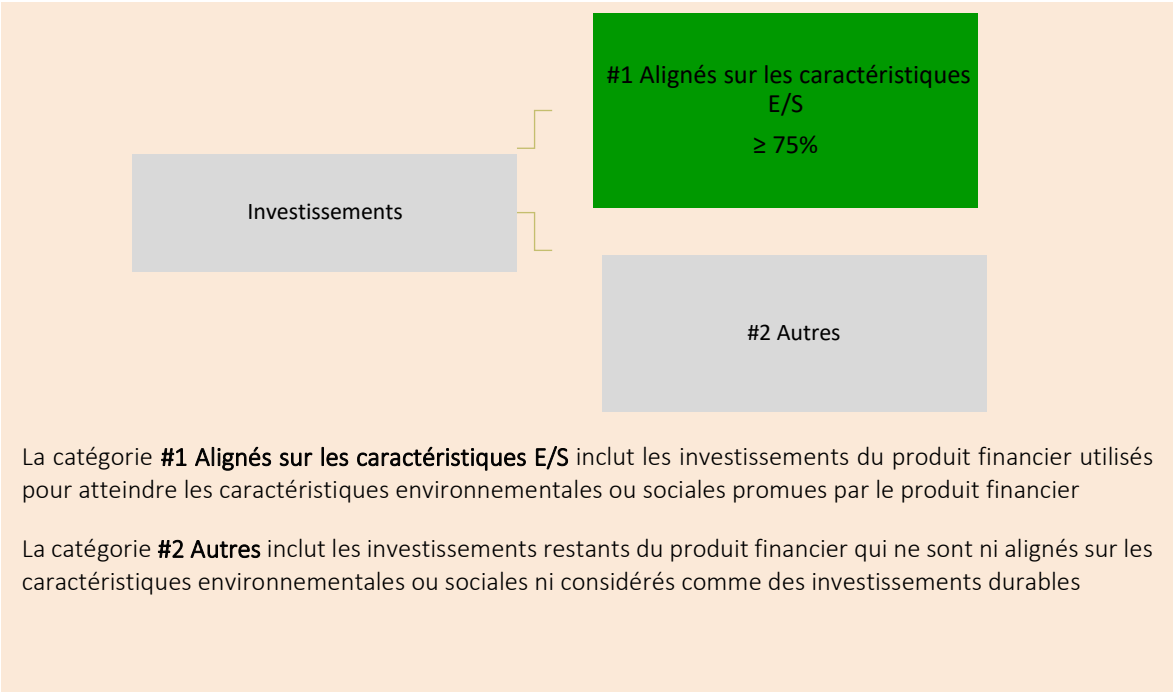 #1 Alignés sur les caractéristiques
E/S
≥ 75%
Investissements
#2 Autres
La catégorie #1 Alignés sur les caractéristiques E/S inclut les investissements du produit financier utilisés
pour atteindre les caractéristiques environnementales ou sociales promues par le produit financier
La catégorie #2 Autres inclut les investissements restants du produit financier qui ne sont ni alignés sur les
caractéristiques environnementales ou sociales ni considérés comme des investissements durables